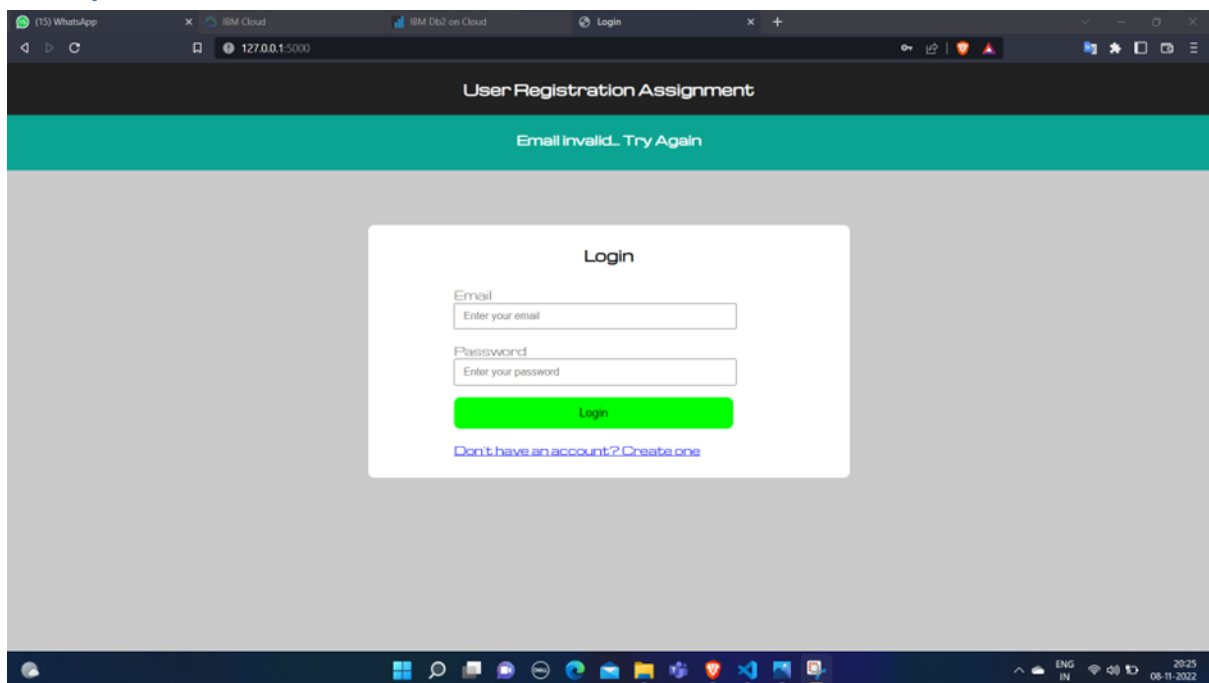 (15) WhatsApp
IBM Cloud
IBM Db2 on Cloud
Login
127.0.0.1:5000
User Registration Assignment
Email invalid... Try Again
Login
Email
Enter your email
Password
Enter your password
Login
Don't have an account? Create one
ENG
IN
20:25
08-11-2022